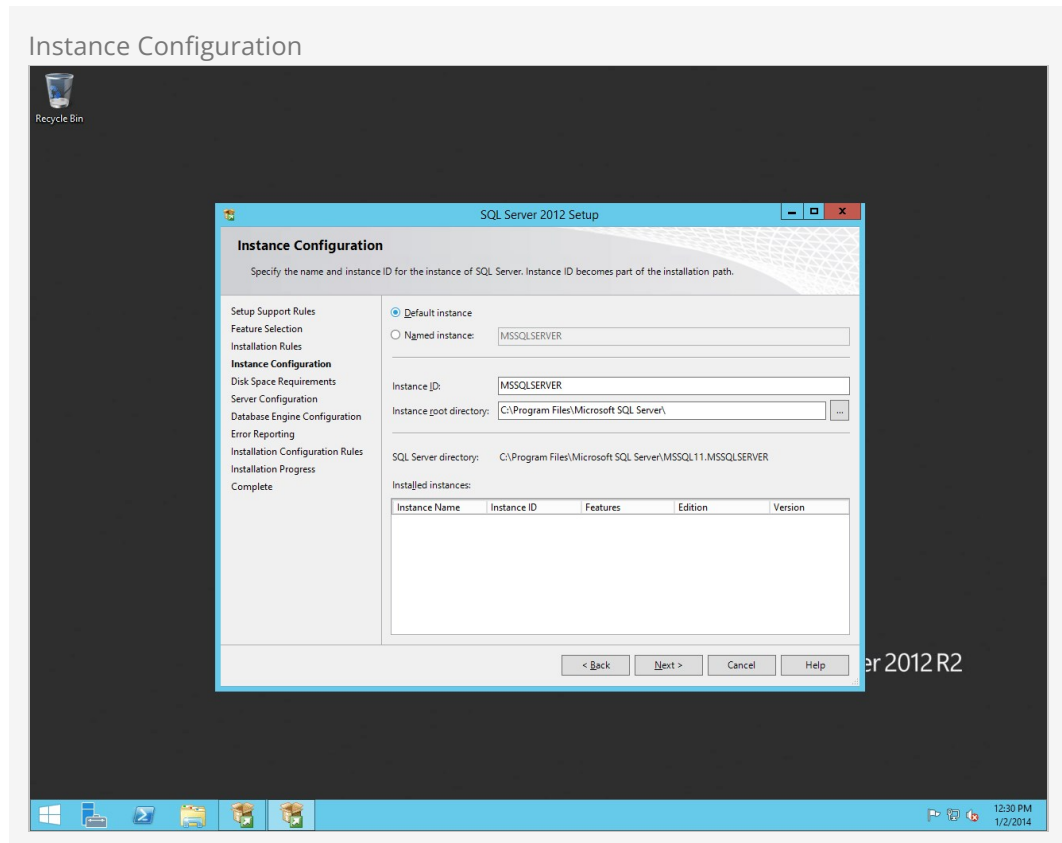 Instance Configuration
Recycle Bin
SQL Server 2012 Setup
Instance Configuration
Specify the name and instance ID for the instance of SQL Server. Instance ID becomes part of the installation path.
Setup Support Rules
Feature Selection
Installation Rules
Instance Configuration
Disk Space Requirements
Server Configuration
Database Engine Configuration
Error Reporting
Installation Configuration Rules
Installation Progress
Complete
Default instance
Named instance: MSSQLSERVER
Instance ID: MSSQLSERVER
Instance root directory: C:\Program Files\Microsoft SQL Server\ ...
SQL Server directory: C:\Program Files\Microsoft SQL Server\MSSQL11.MSSQLSERVER
Installed instances:
Instance Name Instance ID Features Edition Version
< Back Next > Cancel Help
er 2012 R2
12:30 PM
1/2/2014